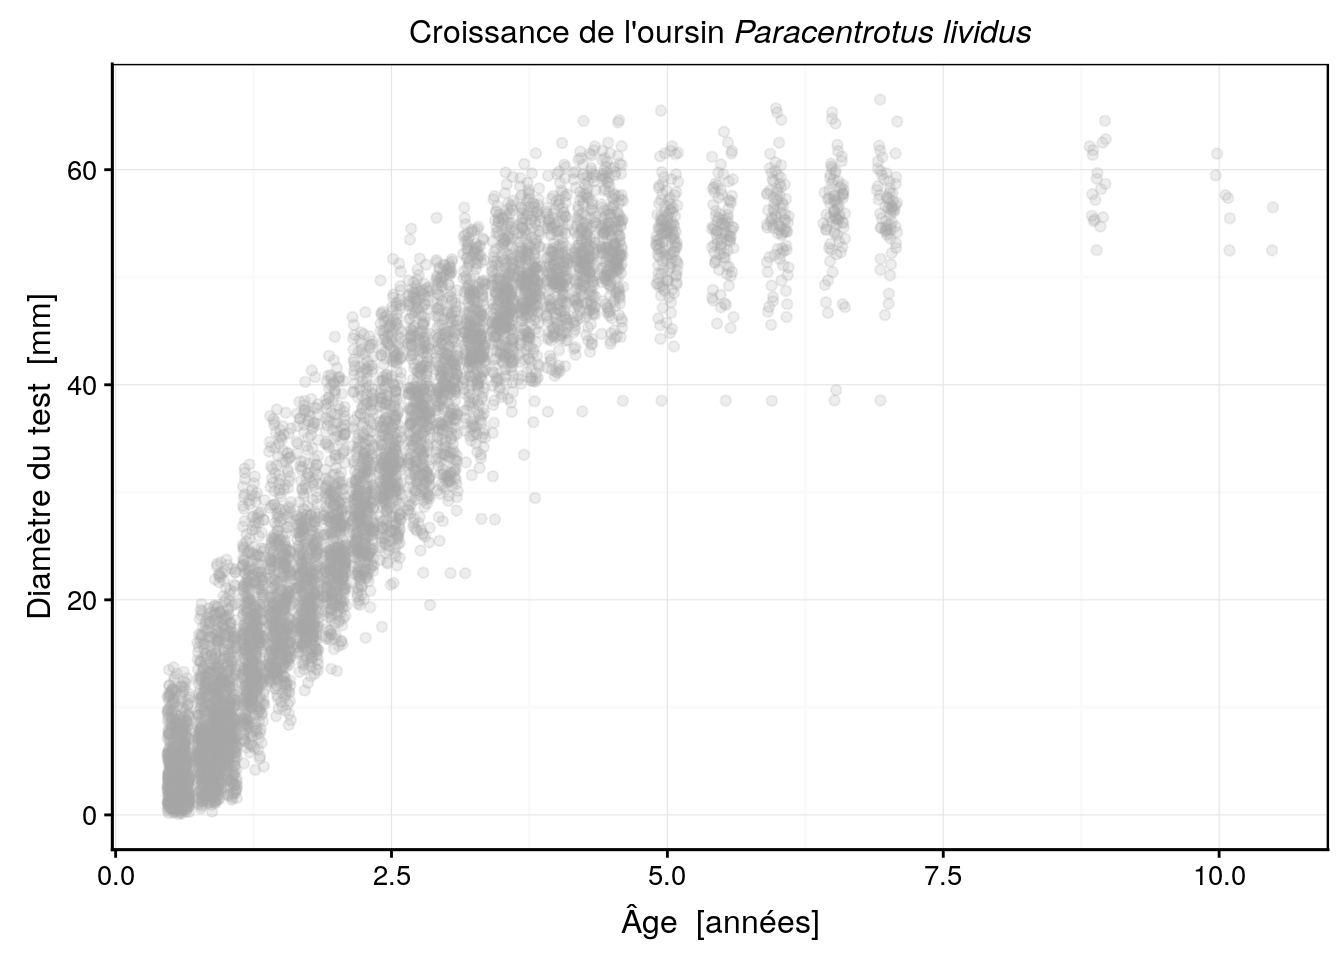 Croissance de l'oursin Paracentrotus lividus
Diamètre du test [mm]
60
40
20
0
0.0 2.5 5.0 7.5 10.0
Âge [années]